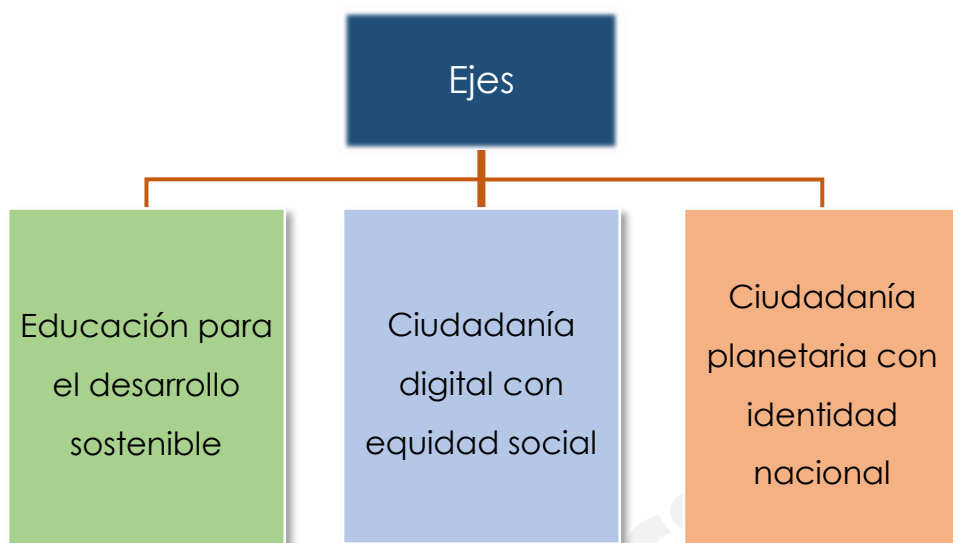 Ejes
Educación para
el desarrollo
sostenible
Ciudadanía
digital con
equidad social
Ciudadanía
planetaria con
identidad
nacional